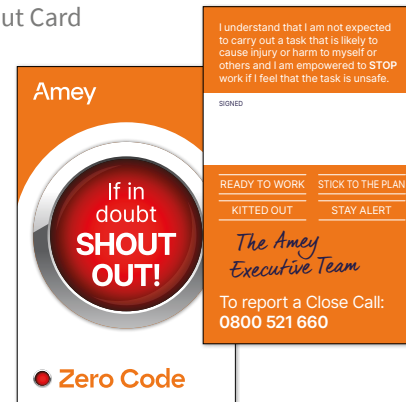 ut Card
Amey
If in
doubt
SHOUT
OUT!
Zero Code
I understand that I am not expected
to carry out a task that is likely to
cause injury or harm to myself or
others and I am empowered to STOP
work if I feel that the task is unsafe.
SIGNED
READY TO WORK STICK TO THE PLAN
KITTED OUT STAY ALERT
The Amey
Executive Team
To report a Close Call:
0800 521 660